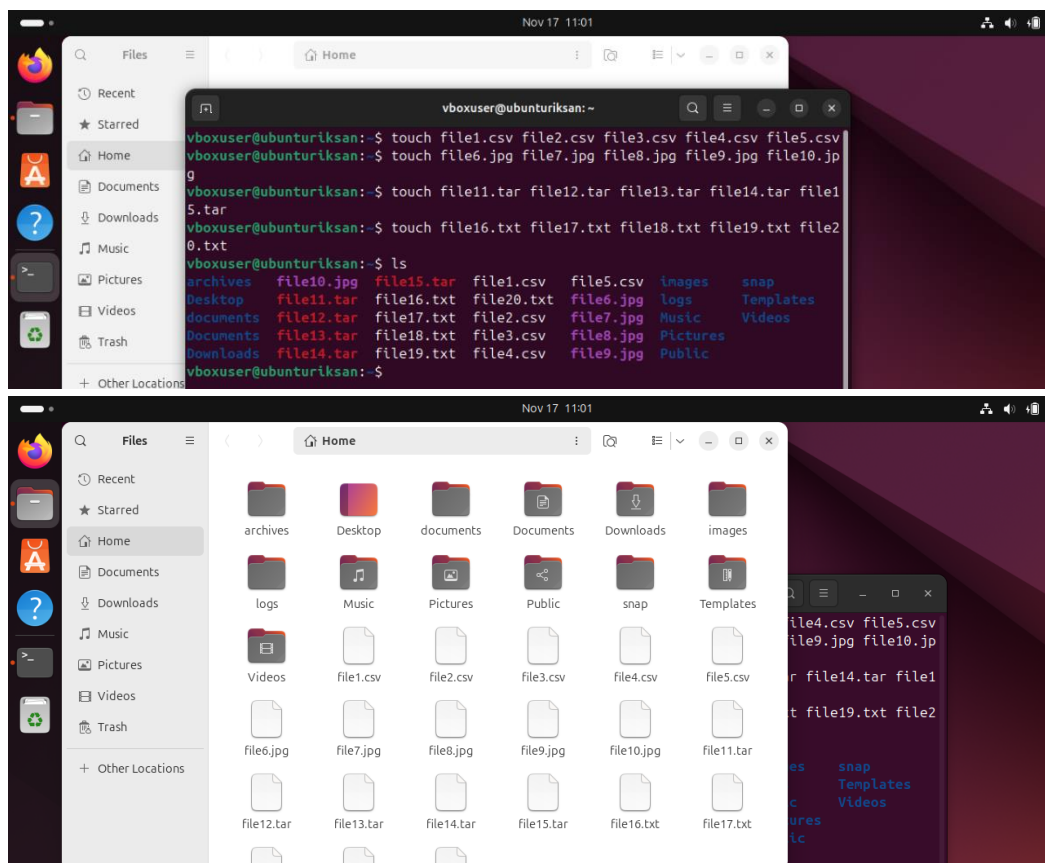 Nov 17 11:01
Files
Home
Recent
Starred
Home
Documents
Downloads
Music
Pictures
Videos
Trash
+ Other Locations
vboxuser@ubunturiksan: ~
vboxuser@ubunturiksan:~$ touch file1.csv file2.csv file3.csv file4.csv file5.csv
vboxuser@ubunturiksan:~$ touch file6.jpg file7.jpg file8.jpg file9.jpg file10.jp
g
vboxuser@ubunturiksan:~$ touch file11.tar file12.tar file13.tar file14.tar file1
5.tar
vboxuser@ubunturiksan:~$ touch file16.txt file17.txt file18.txt file19.txt file2
0.txt
vboxuser@ubunturiksan:~$ ls
archives file10.jpg file15.tar file1.csv file5.csv images snap
Desktop file11.tar file16.txt file20.txt file6.jpg logs Templates
documents file12.tar file17.txt file2.csv file7.jpg Music Videos
Documents file13.tar file18.txt file3.csv file8.jpg Pictures
Downloads file14.tar file19.txt file4.csv file9.jpg Public
vboxuser@ubunturiksan:~$
Nov 17 11:01
Files
Home
Recent
Starred
Home
Documents
Downloads
Music
Pictures
Videos
Trash
+ Other Locations
archives Desktop documents Documents Downloads images
logs Music Pictures Public snap Templates
Videos file1.csv file2.csv file3.csv file4.csv file5.csv
file6.jpg file7.jpg file8.jpg file9.jpg file10.jpg file11.tar
file12.tar file13.tar file14.tar file15.tar file16.txt file17.txt
ile4.csv file5.csv
ile9.jpg file10.jp
r file14.tar file1
t file19.txt file2
es snap
Templates
c Videos
ures
ic